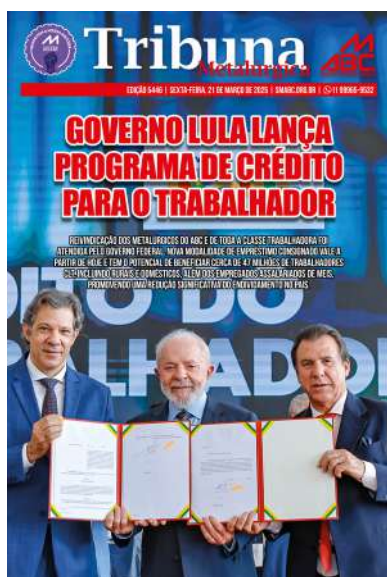 Tribuna
Metalúrgica
ABC
EDIÇÃO 5446 | SEXTA-FEIRA, 21 DE MARÇO DE 2025 | SMABC.ORG.BR | 11 99965-9532
GOVERNO LULA LANÇA
PROGRAMA DE CRÉDITO
PARA O TRABALHADOR
REIVINDICAÇÃO DOS METALÚRGICOS DO ABC E DE TODA A CLASSE TRABALHADORA FOI
ATENDIDA PELO GOVERNO FEDERAL. NOVA MODALIDADE DE EMPRÉSTIMO CONSIGNADO VALE A
PARTIR DE HOJE E TEM O POTENCIAL DE BENEFICIAR CERCA DE 47 MILHÕES DE TRABALHADORES
CLT, INCLUINDO RURAIS E DOMÉSTICOS, ALÉM DOS EMPREGADOS ASSALARIADOS DE MEIS,
PROMOVENDO UMA REDUÇÃO SIGNIFICATIVA DO ENDIVIDAMENTO NO PAÍS
DITO DO
BALHADO